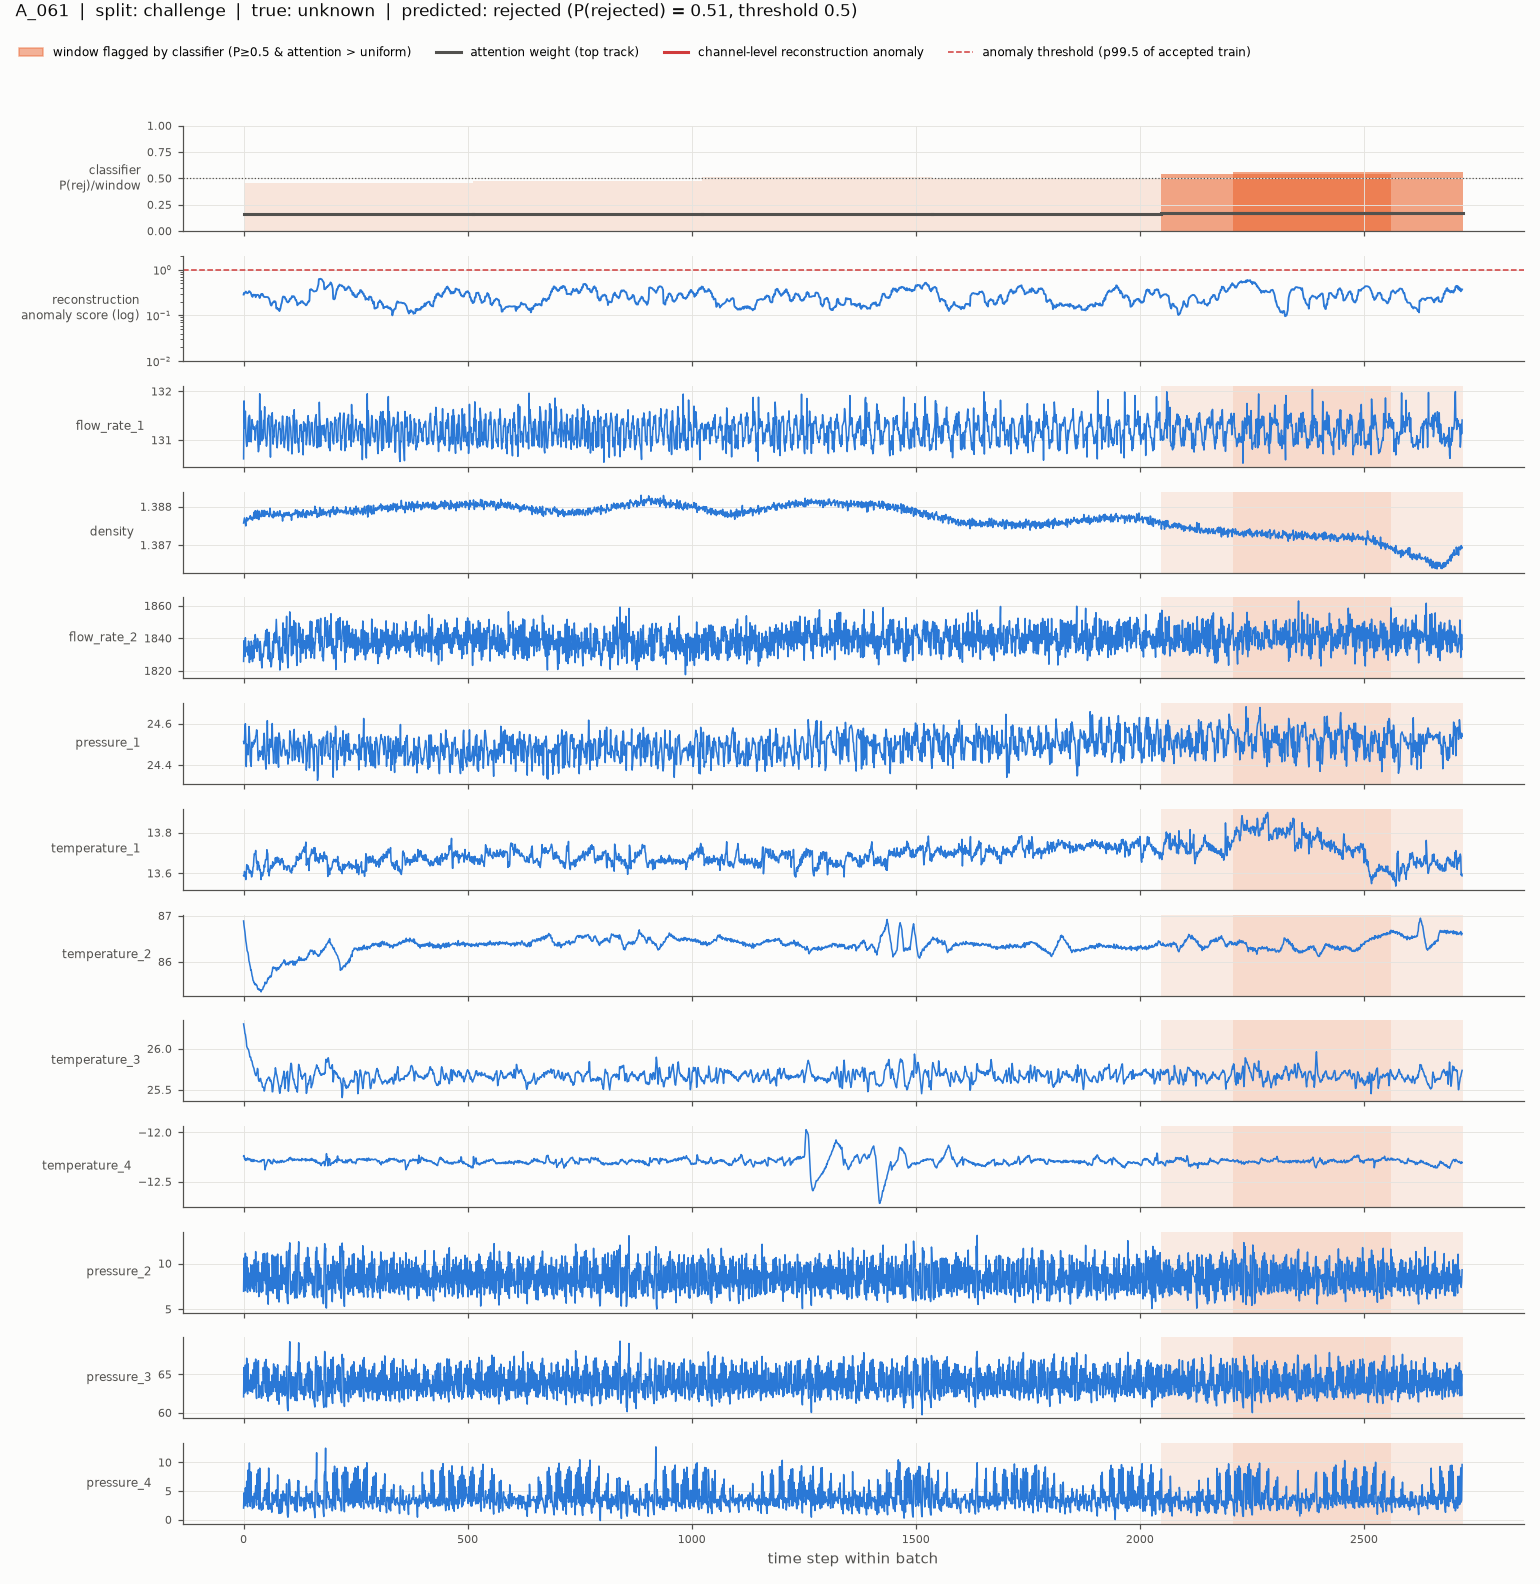 A_061 | split: challenge | true: unknown | predicted: rejected (P(rejected) = 0.51, threshold 0.5)
window flagged by classifier (P≥0.5 & attention > uniform)
attention weight (top track)
channel-level reconstruction anomaly
anomaly threshold (p99.5 of accepted train)
classifier
P(rej)/window
1.00
0.75
0.50
0.25
0.00
reconstruction
anomaly score (log)
10⁰
10⁻¹
10⁻²
flow_rate_1
132
131
density
1.388
1.387
flow_rate_2
1860
1840
1820
pressure_1
24.6
24.4
temperature_1
13.8
13.6
temperature_2
87
86
temperature_3
26.0
25.5
temperature_4
−12.0
−12.5
pressure_2
10
5
pressure_3
65
60
pressure_4
10
5
0
0
500
1000
1500
2000
2500
time step within batch